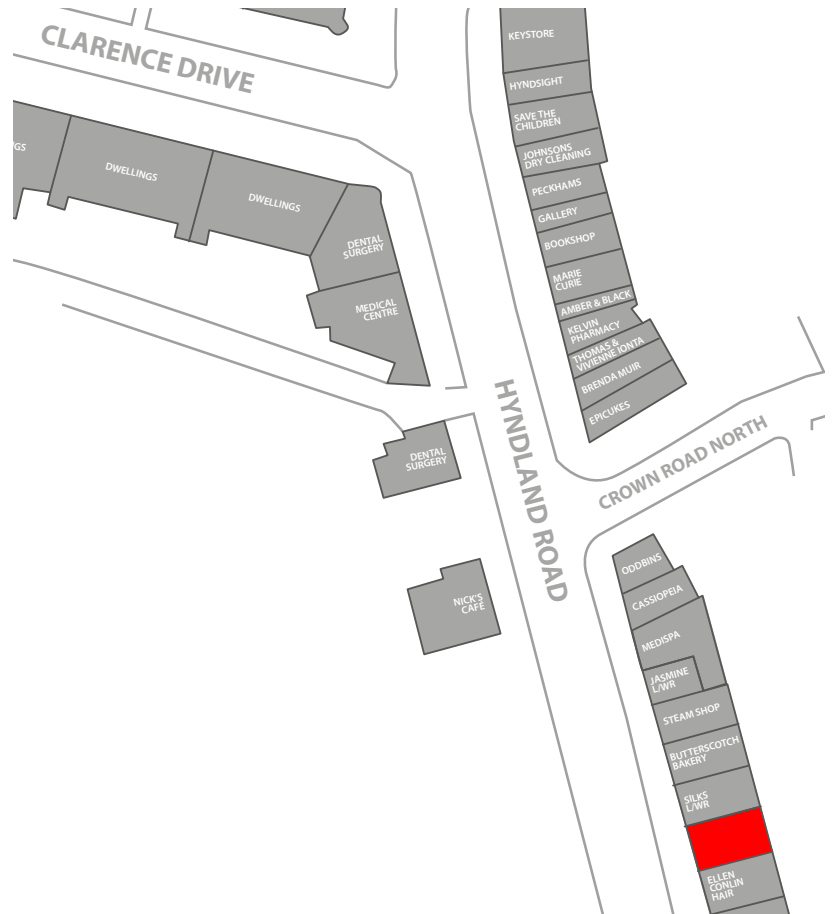 KEYSTORE
CLARENCE DRIVE
HYNDSIGHT
SAVE THE
CHILDREN
JOHNSONS
DRY CLEANING
GS
DWELLINGS
DWELLINGS
PECKHAMS
GALLERY
BOOKSHOP
DENTAL
SURGERY
MARIE
CURIE
MEDICAL
CENTRE
AMBER & BLACK
KELVIN
PHARMACY
THOMAS &
VIVIENNE IONTA
BRENDA MUIR
EPICUKES
HYNDLAND ROAD
CROWN ROAD NORTH
DENTAL
SURGERY
ODDBINS
NICK'S
CAFE
CASSIOPEIA
MEDISPA
JASMINE
L/WR
STEAM SHOP
BUTTERSCOTCH
BAKERY
SILKS
L/WR
ELLEN
CONLIN
HAIR